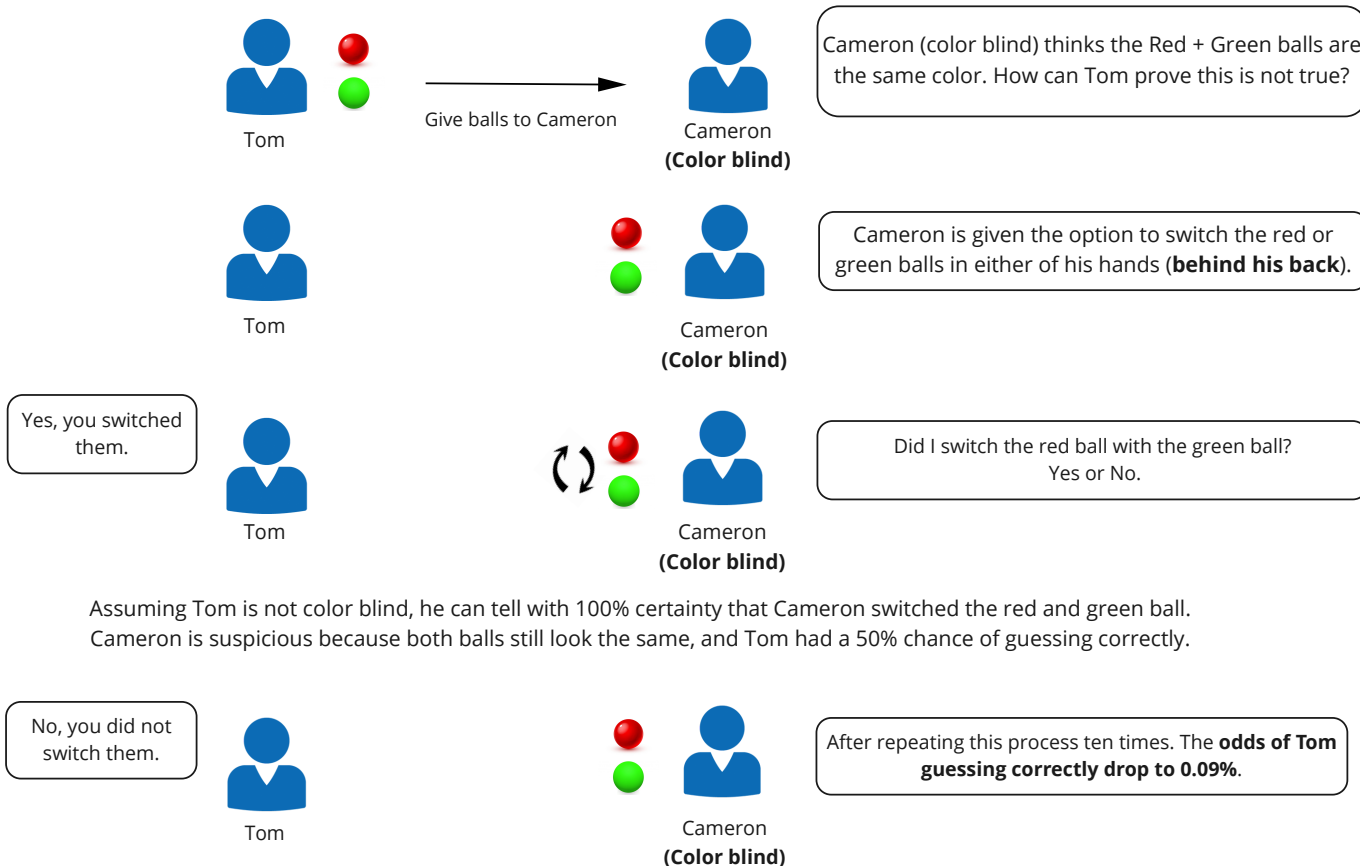 Cameron (color blind) thinks the Red + Green balls are
the same color. How can Tom prove this is not true?
Give balls to Cameron
Tom
Cameron
(Color blind)
Cameron is given the option to switch the red or
green balls in either of his hands (behind his back).
Tom
Cameron
(Color blind)
Yes, you switched
them.
Did I switch the red ball with the green ball?
Yes or No.
Tom
Cameron
(Color blind)
Assuming Tom is not color blind, he can tell with 100% certainty that Cameron switched the red and green ball.
Cameron is suspicious because both balls still look the same, and Tom had a 50% chance of guessing correctly.
No, you did not
switch them.
After repeating this process ten times. The odds of Tom
guessing correctly drop to 0.09%.
Tom
Cameron
(Color blind)